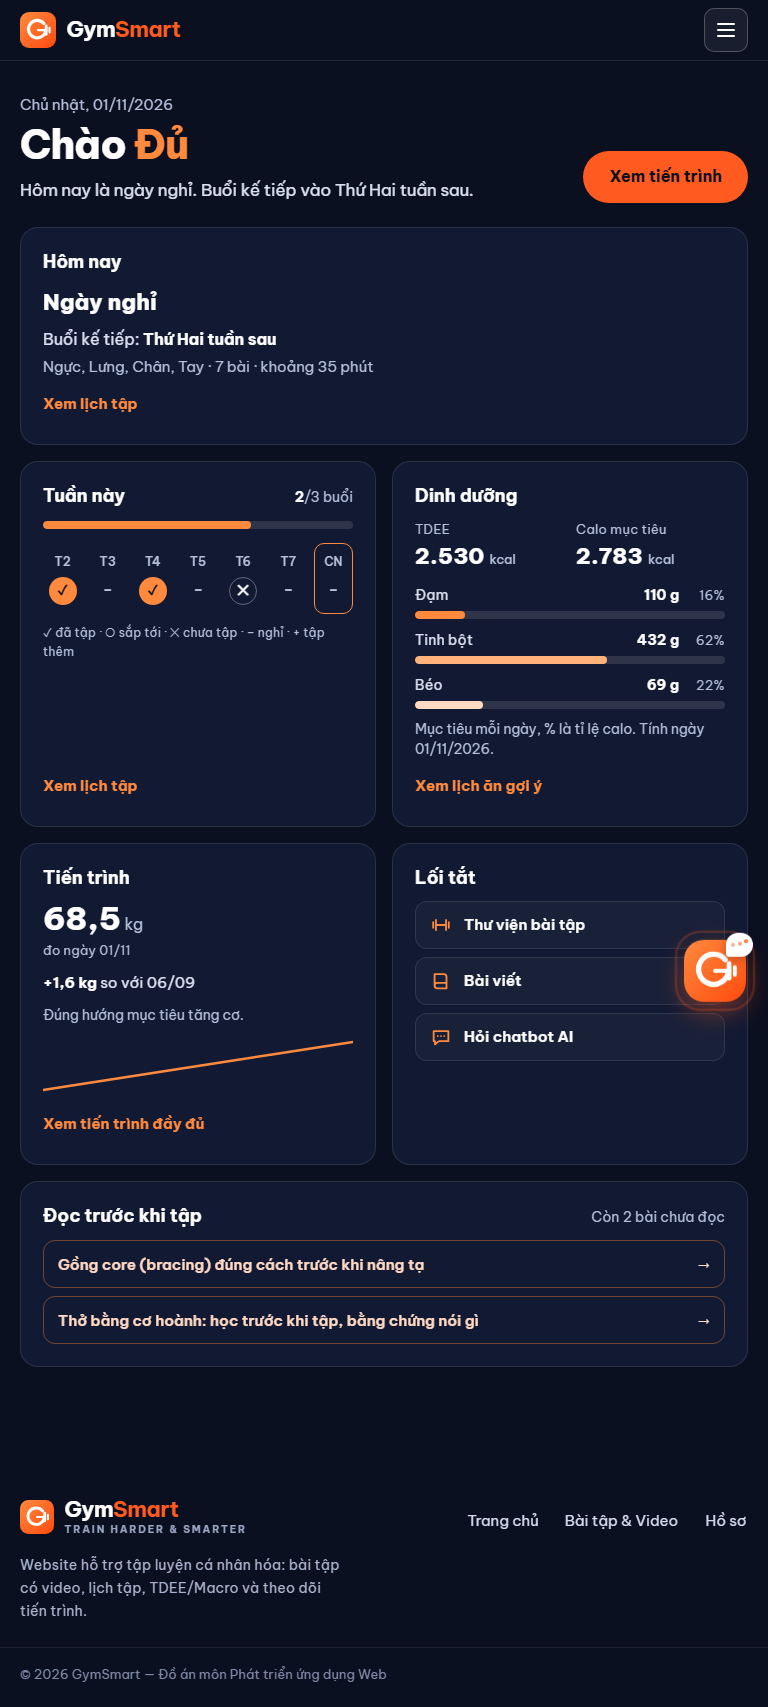 GymSmart
Chủ nhật, 01/11/2026
Chào Đủ
Hôm nay là ngày nghỉ. Buổi kế tiếp vào Thứ Hai tuần sau.
Xem tiến trình
Hôm nay
Ngày nghỉ
Buổi kế tiếp: Thứ Hai tuần sau
Ngực, Lưng, Chân, Tay · 7 bài · khoảng 35 phút
Xem lịch tập
Tuần này
2/3 buổi
T2 T3 T4 T5 T6 T7 CN
✓ – ✓ – ✕ – –
✓ đã tập · ○ sắp tới · ✕ chưa tập · – nghỉ · + tập
thêm
Xem lịch tập
Dinh dưỡng
TDEE
2.530 kcal
Calo mục tiêu
2.783 kcal
Đạm 110 g 16%
Tinh bột 432 g 62%
Béo 69 g 22%
Mục tiêu mỗi ngày, % là tỉ lệ calo. Tính ngày
01/11/2026.
Xem lịch ăn gợi ý
Tiến trình
68,5 kg
đo ngày 01/11
+1,6 kg so với 06/09
Đúng hướng mục tiêu tăng cơ.
Xem tiến trình đầy đủ
Lối tắt
Thư viện bài tập
Bài viết
Hỏi chatbot AI
Đọc trước khi tập
Còn 2 bài chưa đọc
Gồng core (bracing) đúng cách trước khi nâng tạ →
Thở bằng cơ hoành: học trước khi tập, bằng chứng nói gì →
GymSmart
TRAIN HARDER & SMARTER
Trang chủ Bài tập & Video Hồ sơ
Website hỗ trợ tập luyện cá nhân hóa: bài tập
có video, lịch tập, TDEE/Macro và theo dõi
tiến trình.
© 2026 GymSmart — Đồ án môn Phát triển ứng dụng Web